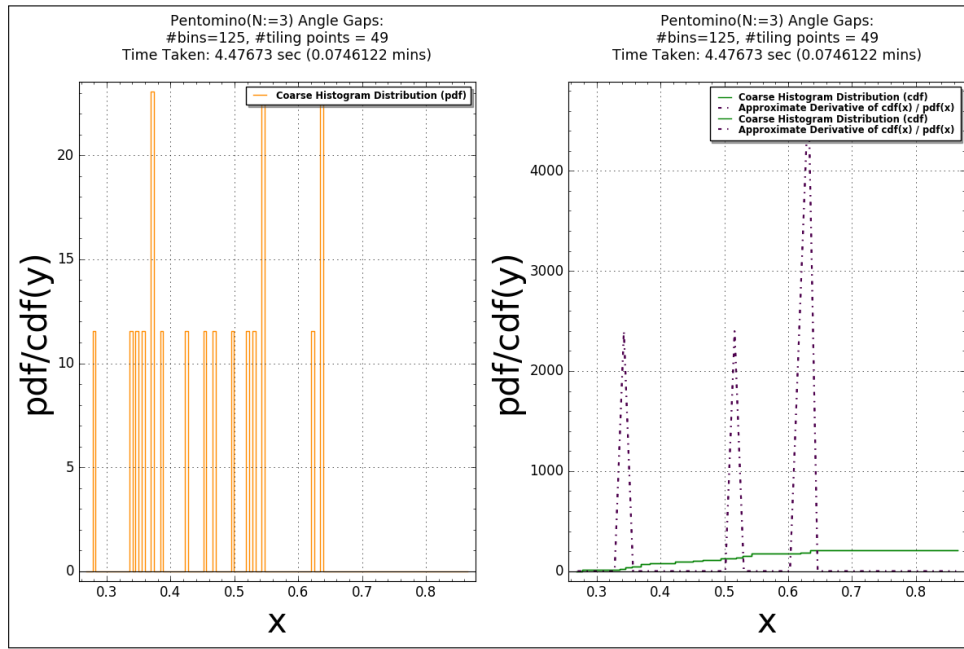 Pentomino(N:=3) Angle Gaps:
#bins=125, #tiling points = 49
Time Taken: 4.47673 sec (0.0746122 mins)
Coarse Histogram Distribution (pdf)
pdf/cdf(y)
20
15
10
5
0
0.3 0.4 0.5 0.6 0.7 0.8
x
Pentomino(N:=3) Angle Gaps:
#bins=125, #tiling points = 49
Time Taken: 4.47673 sec (0.0746122 mins)
Coarse Histogram Distribution (cdf)
Approximate Derivative of cdf(x) / pdf(x)
Coarse Histogram Distribution (cdf)
Approximate Derivative of cdf(x) / pdf(x)
pdf/cdf(y)
4000
3000
2000
1000
0
0.3 0.4 0.5 0.6 0.7 0.8
x